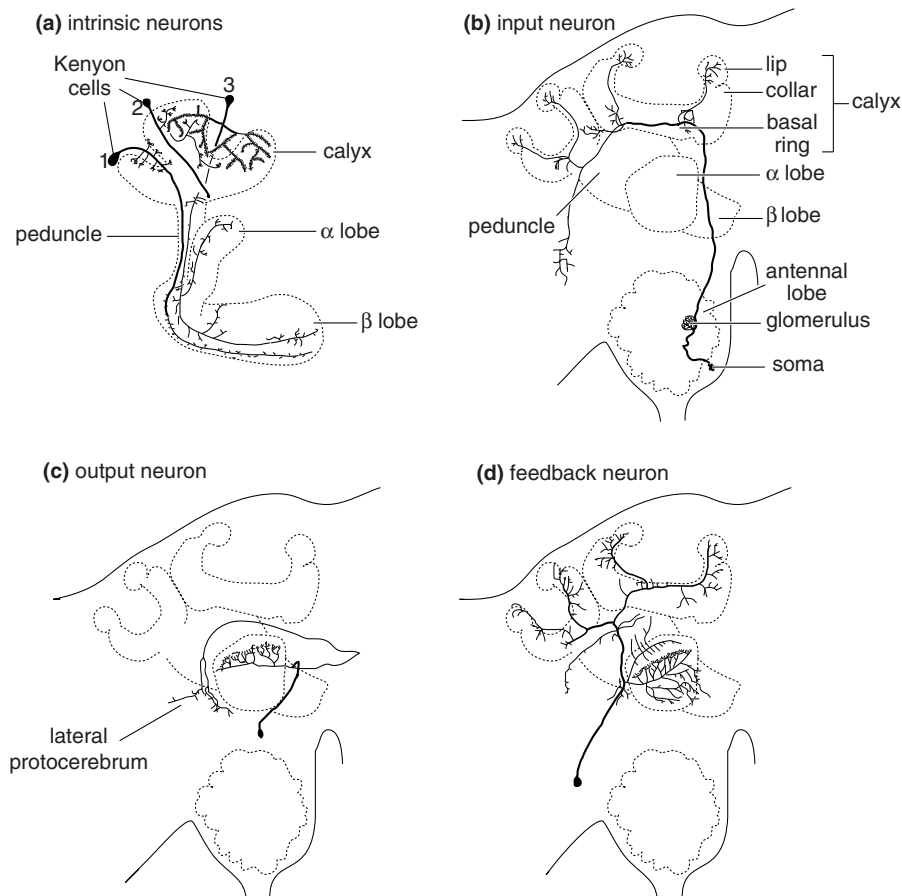 (a) intrinsic neurons
Kenyon
cells
1
2
3
calyx
peduncle
α lobe
β lobe
(b) input neuron
lip
collar
basal
ring
calyx
α lobe
β lobe
peduncle
antennal
lobe
glomerulus
soma
(c) output neuron
lateral
protocerebrum
(d) feedback neuron